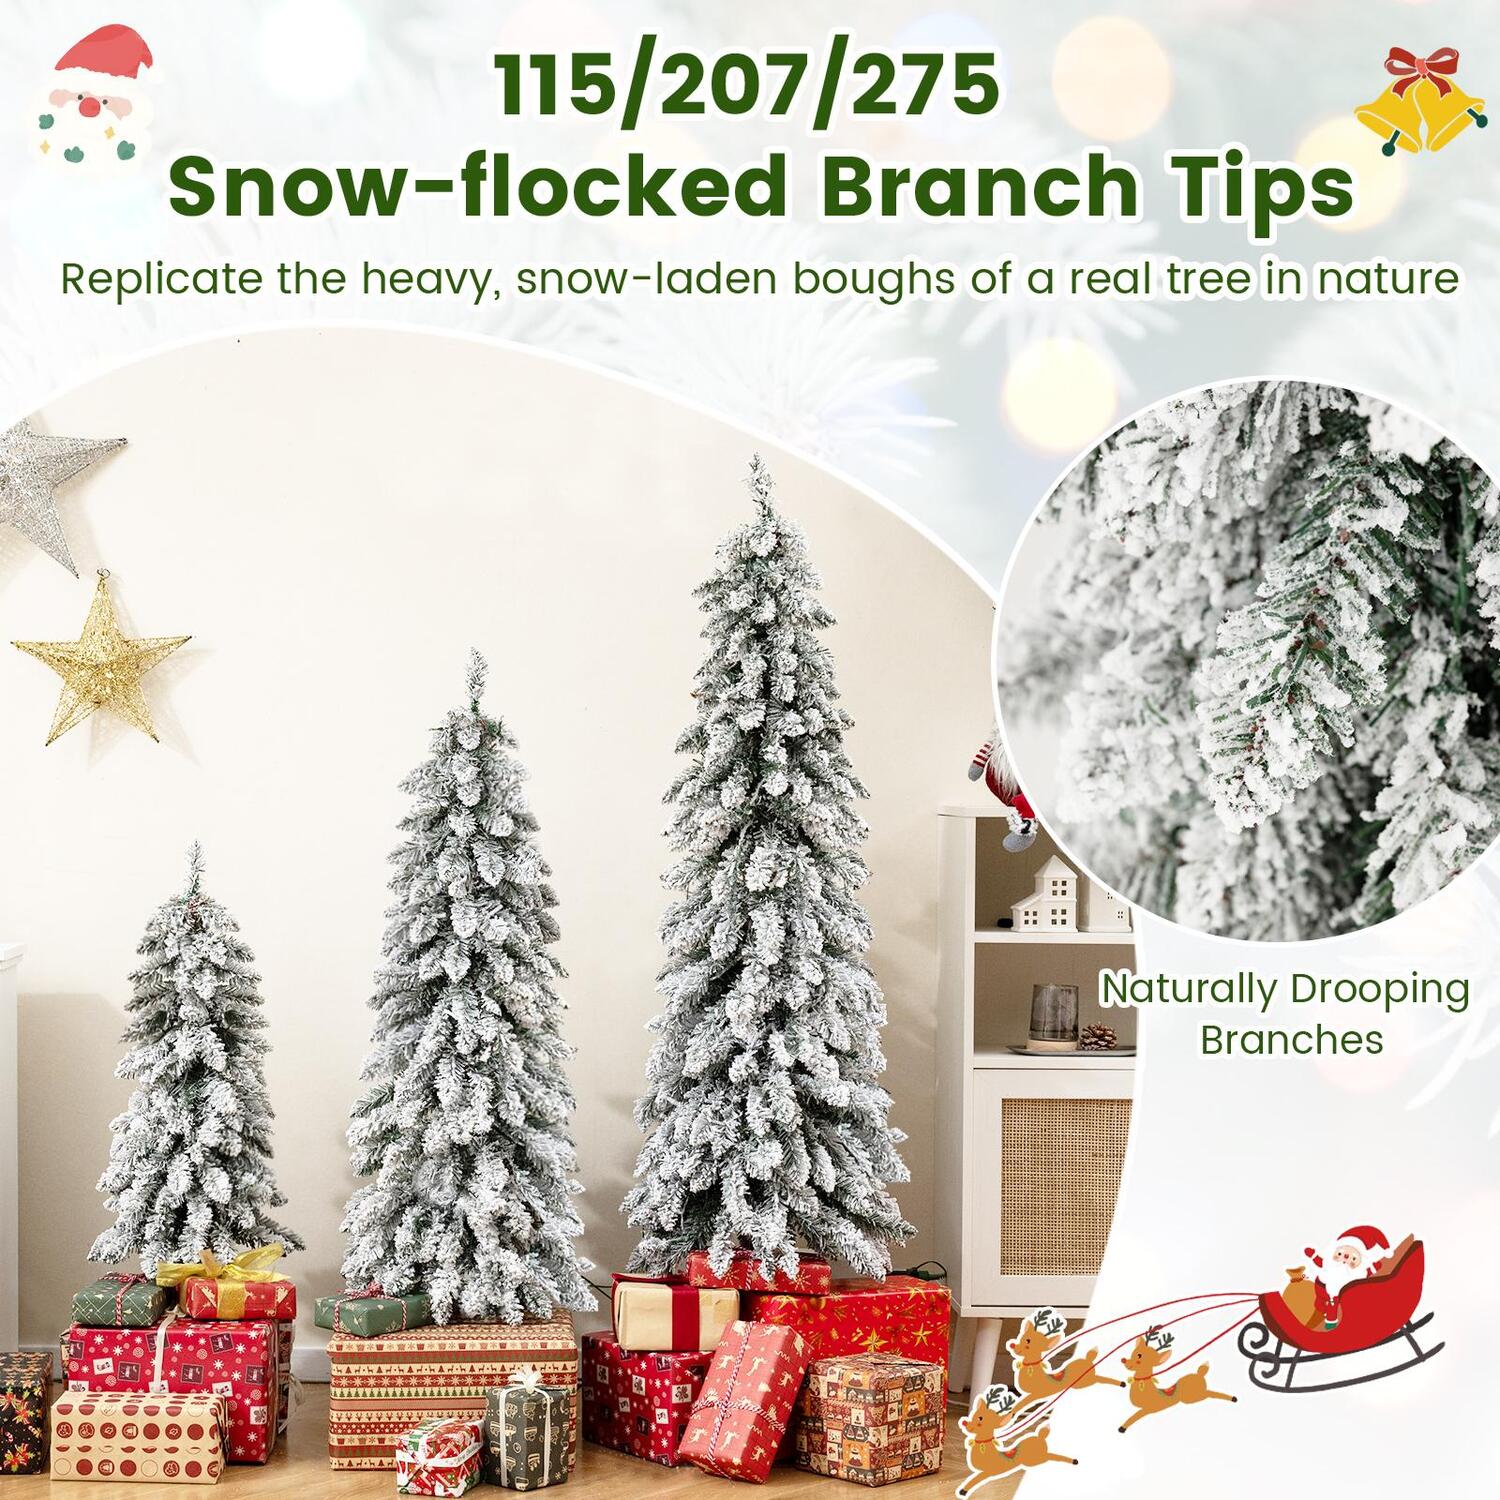 115/207/275
Snow-flocked Branch Tips
Replicate the heavy, snow-laden boughs of a real tree in nature
Naturally Drooping
Branches